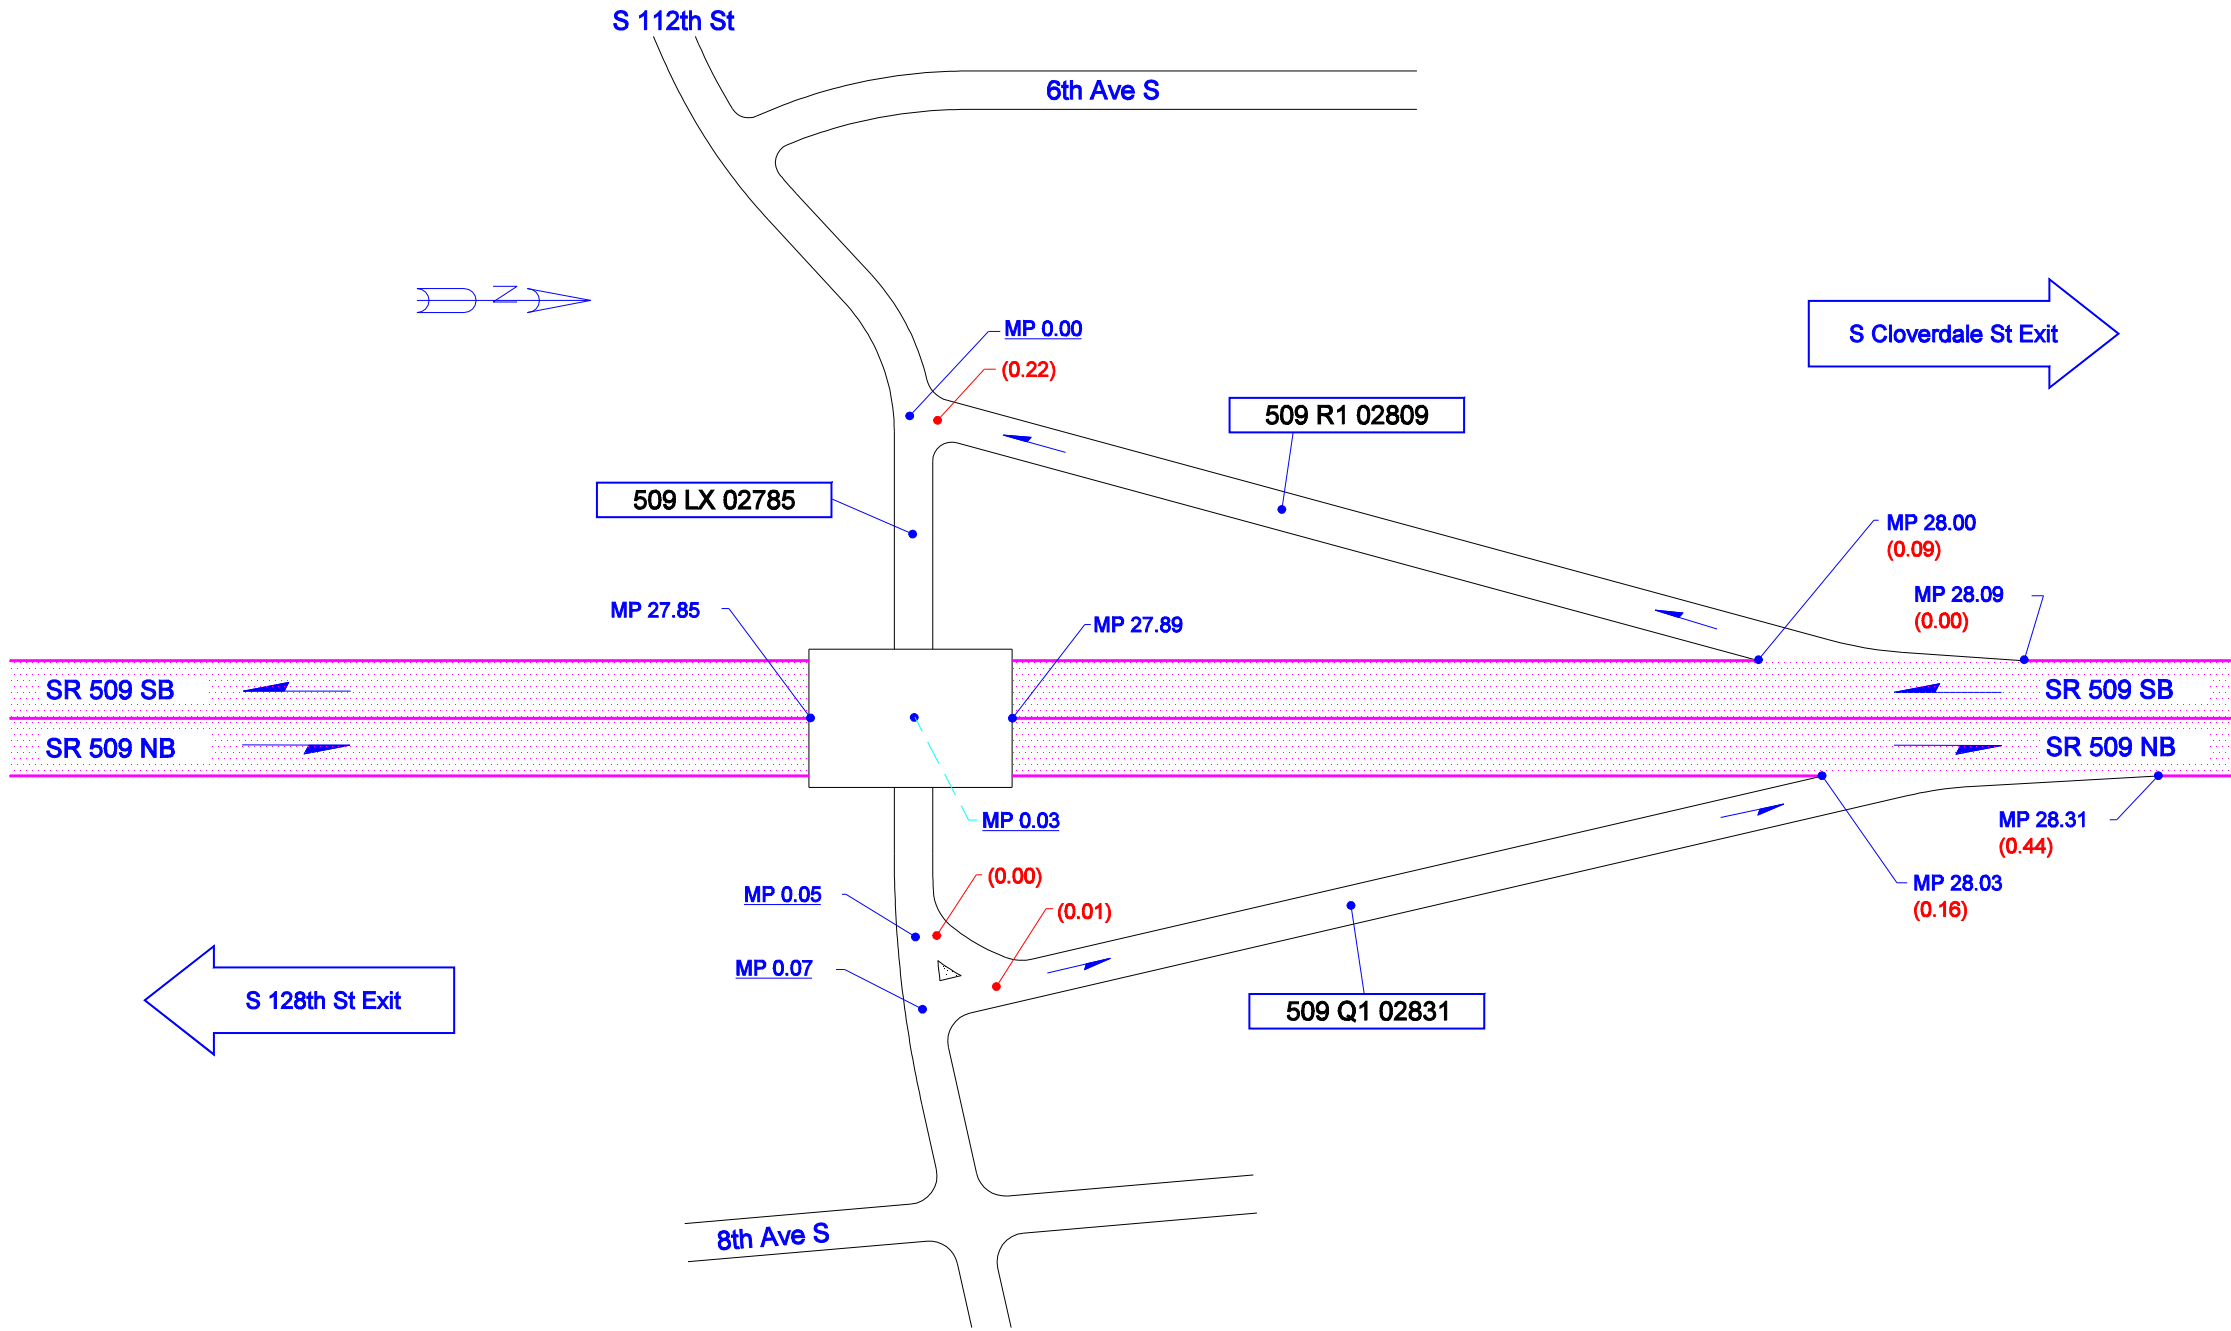 S 112th St
6th Ave S
N
MP 0.00
(0.22)
S Cloverdale St Exit
509 R1 02809
509 LX 02785
MP 28.00
(0.09)
MP 28.09
(0.00)
MP 27.85
MP 27.89
SR 509 SB
SR 509 SB
SR 509 NB
SR 509 NB
MP 0.03
MP 28.31
(0.44)
MP 28.03
(0.16)
(0.00)
MP 0.05
(0.01)
MP 0.07
S 128th St Exit
509 Q1 02831
8th Ave S